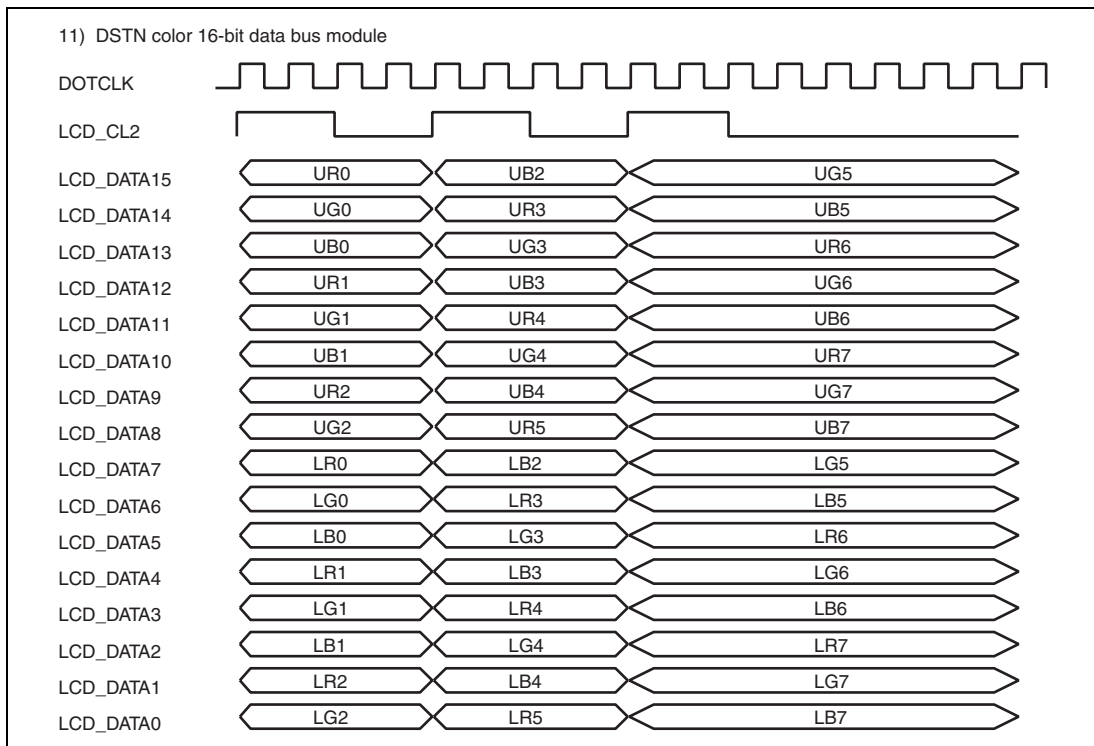 11) DSTN color 16-bit data bus module
DOTCLK
LCD_CL2
LCD_DATA15 UR0 UB2 UG5
LCD_DATA14 UG0 UR3 UB5
LCD_DATA13 UB0 UG3 UR6
LCD_DATA12 UR1 UB3 UG6
LCD_DATA11 UG1 UR4 UB6
LCD_DATA10 UB1 UG4 UR7
LCD_DATA9 UR2 UB4 UG7
LCD_DATA8 UG2 UR5 UB7
LCD_DATA7 LR0 LB2 LG5
LCD_DATA6 LG0 LR3 LB5
LCD_DATA5 LB0 LG3 LR6
LCD_DATA4 LR1 LB3 LG6
LCD_DATA3 LG1 LR4 LB6
LCD_DATA2 LB1 LG4 LR7
LCD_DATA1 LR2 LB4 LG7
LCD_DATA0 LG2 LR5 LB7